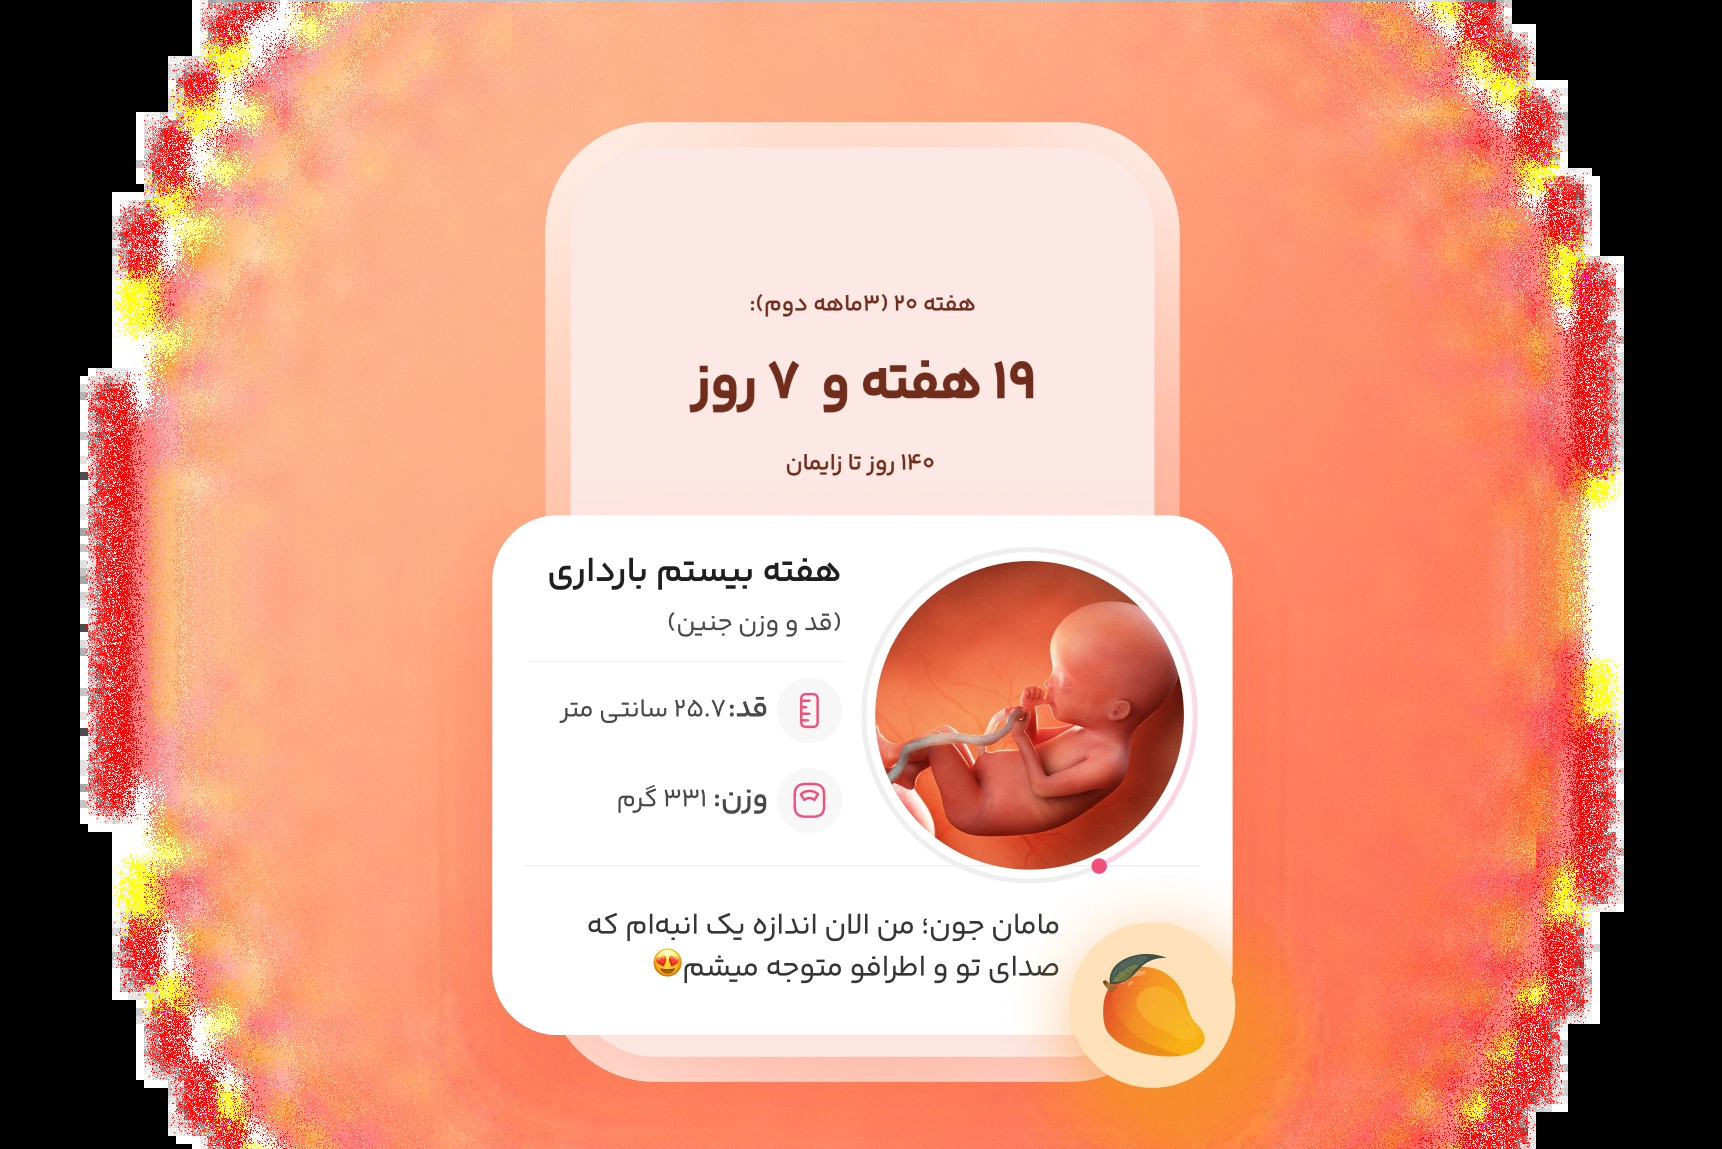 هفته ۲۰ (۳ماهه دوم):
۱۹ هفته و ۷ روز
۱۴۰ روز تا زایمان
هفته بیستم بارداری
(قد و وزن جنین)
قد: ۲۵.۷ سانتی متر
وزن: ۳۳۱ گرم
مامان جون؛ من الان اندازه یک انبه‌ام که
صدای تو و اطرافو متوجه میشم😍